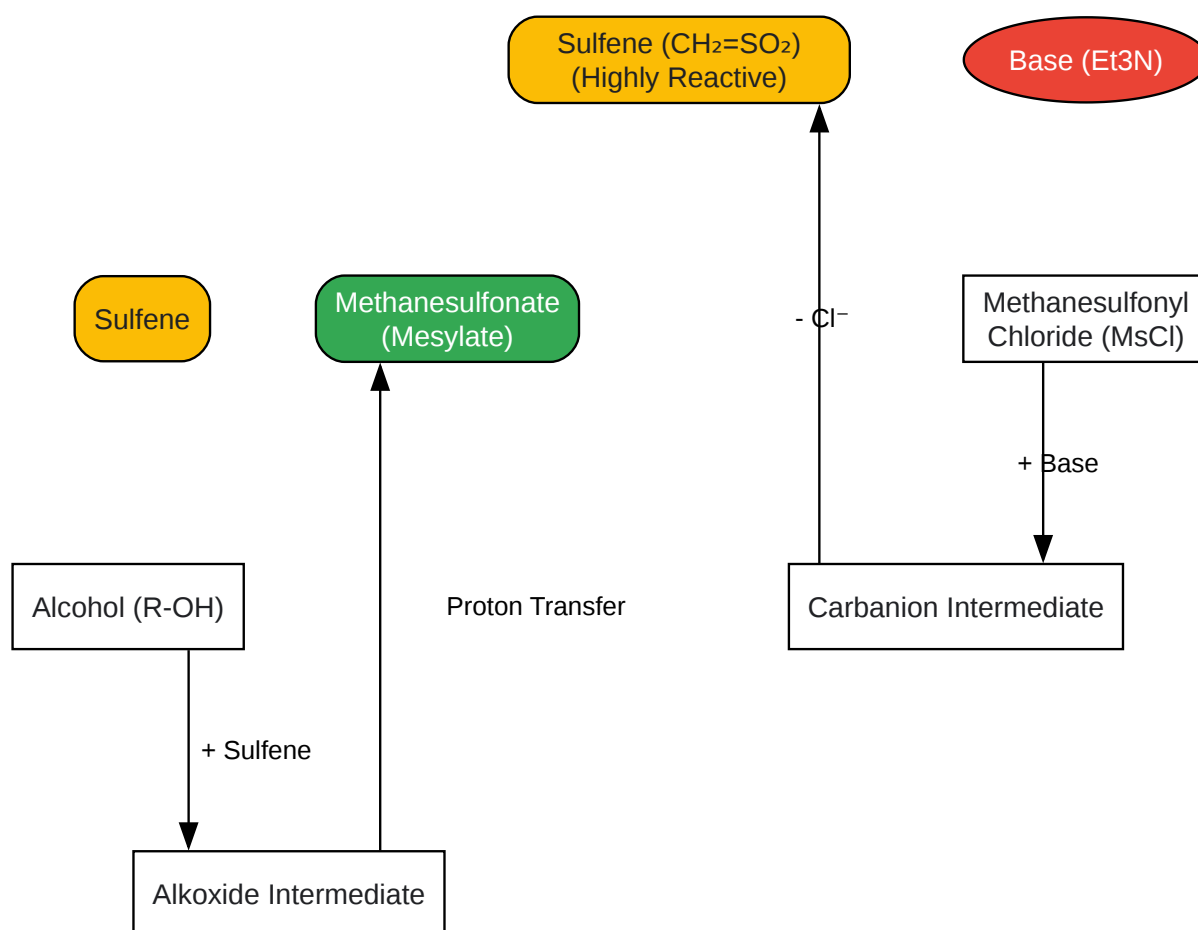 Sulfene (CH₂=SO₂)
(Highly Reactive)
Base (Et3N)
Sulfene
Methanesulfonate
(Mesylate)
- Cl⁻
Methanesulfonyl
Chloride (MsCl)
+ Base
Alcohol (R-OH)
Proton Transfer
Carbanion Intermediate
+ Sulfene
Alkoxide Intermediate